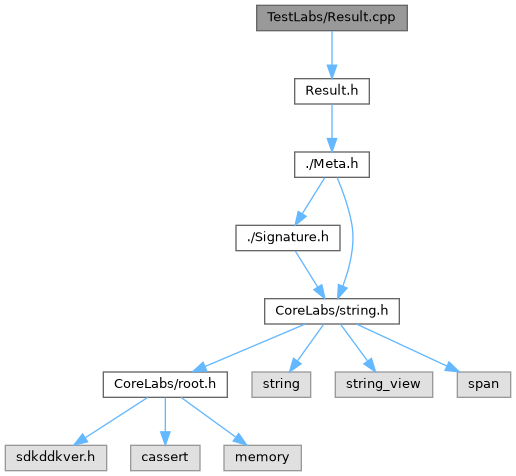 TestLabs/Result.cpp
Result.h
./Meta.h
./Signature.h
CoreLabs/string.h
CoreLabs/root.h
string
string_view
span
sdkddkver.h
cassert
memory